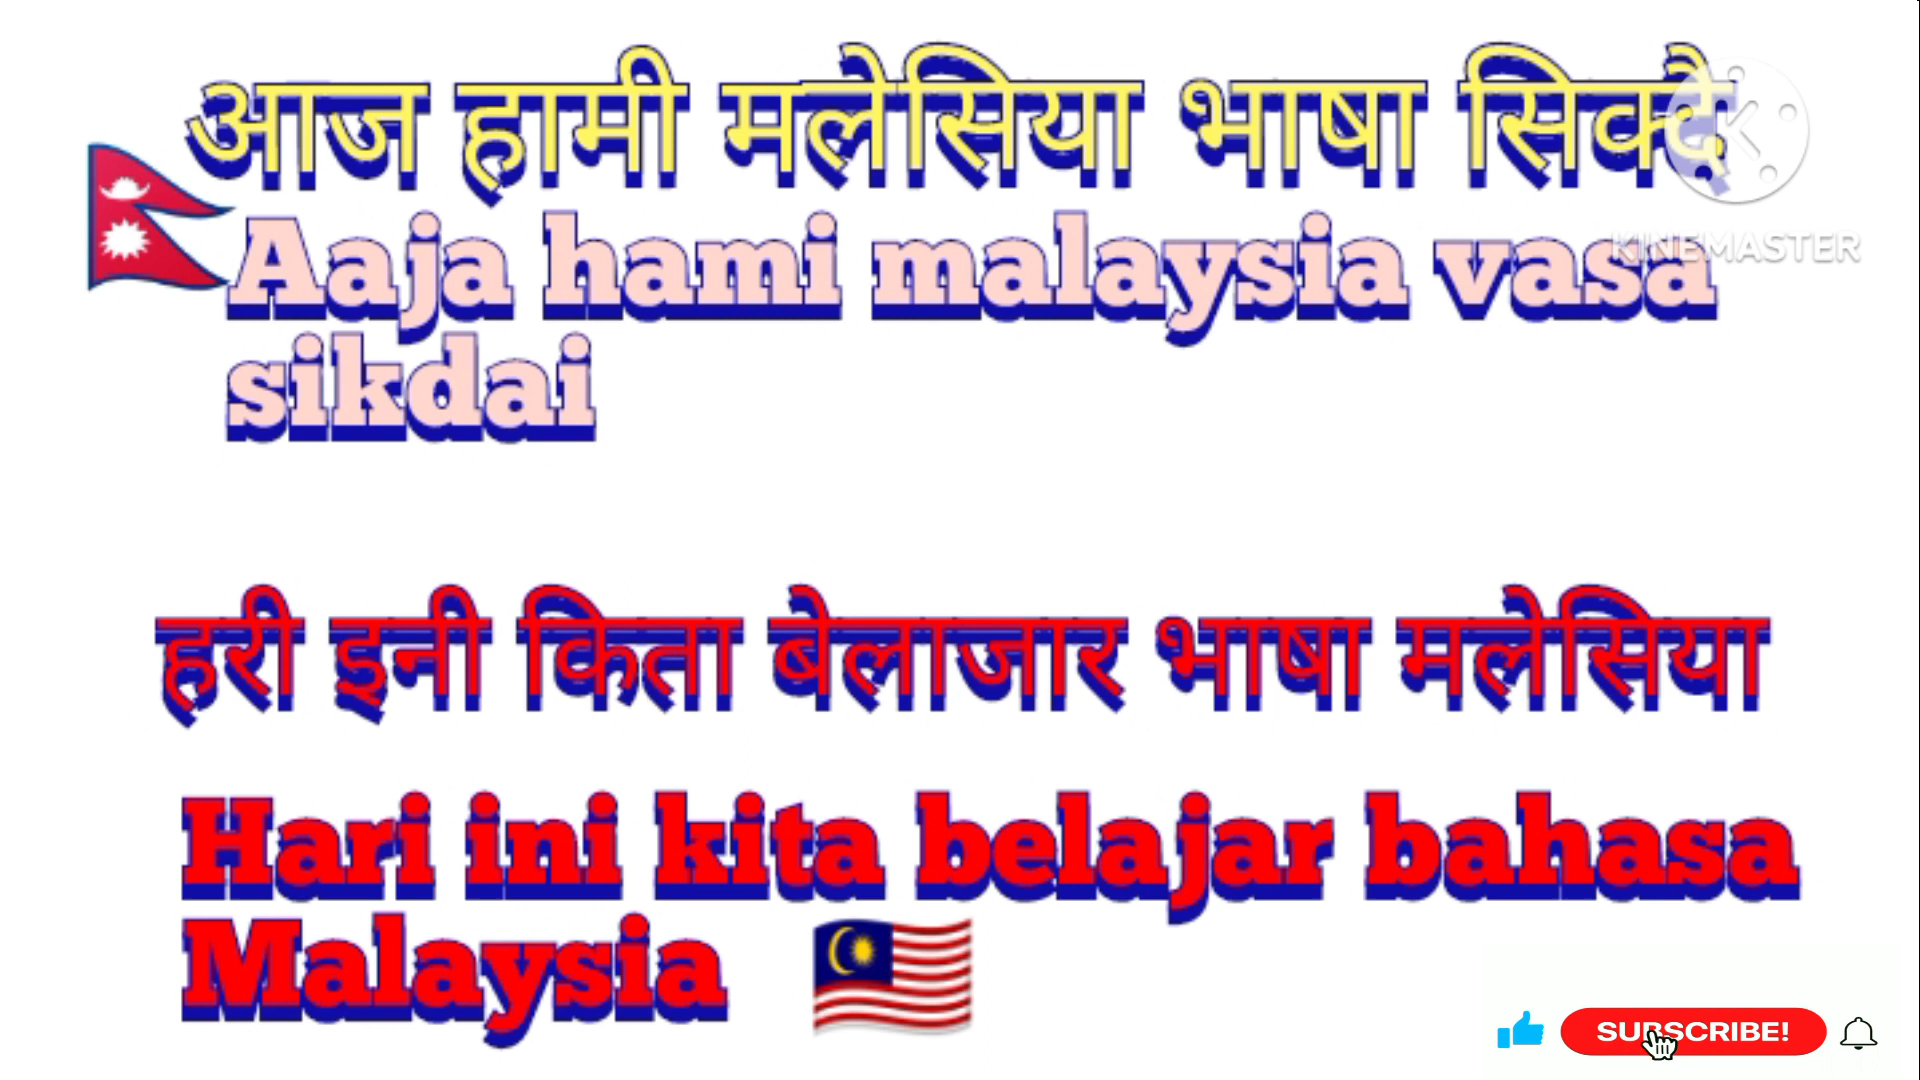 आज हामी मलेसिया भाषा सिक्दै
Aaja hami malaysia vasa
sikdai
KINEMASTER
हरी इनी किता बेलाजार भाषा मलेसिया
Hari ini kita belajar bahasa
Malaysia
SUBSCRIBE!